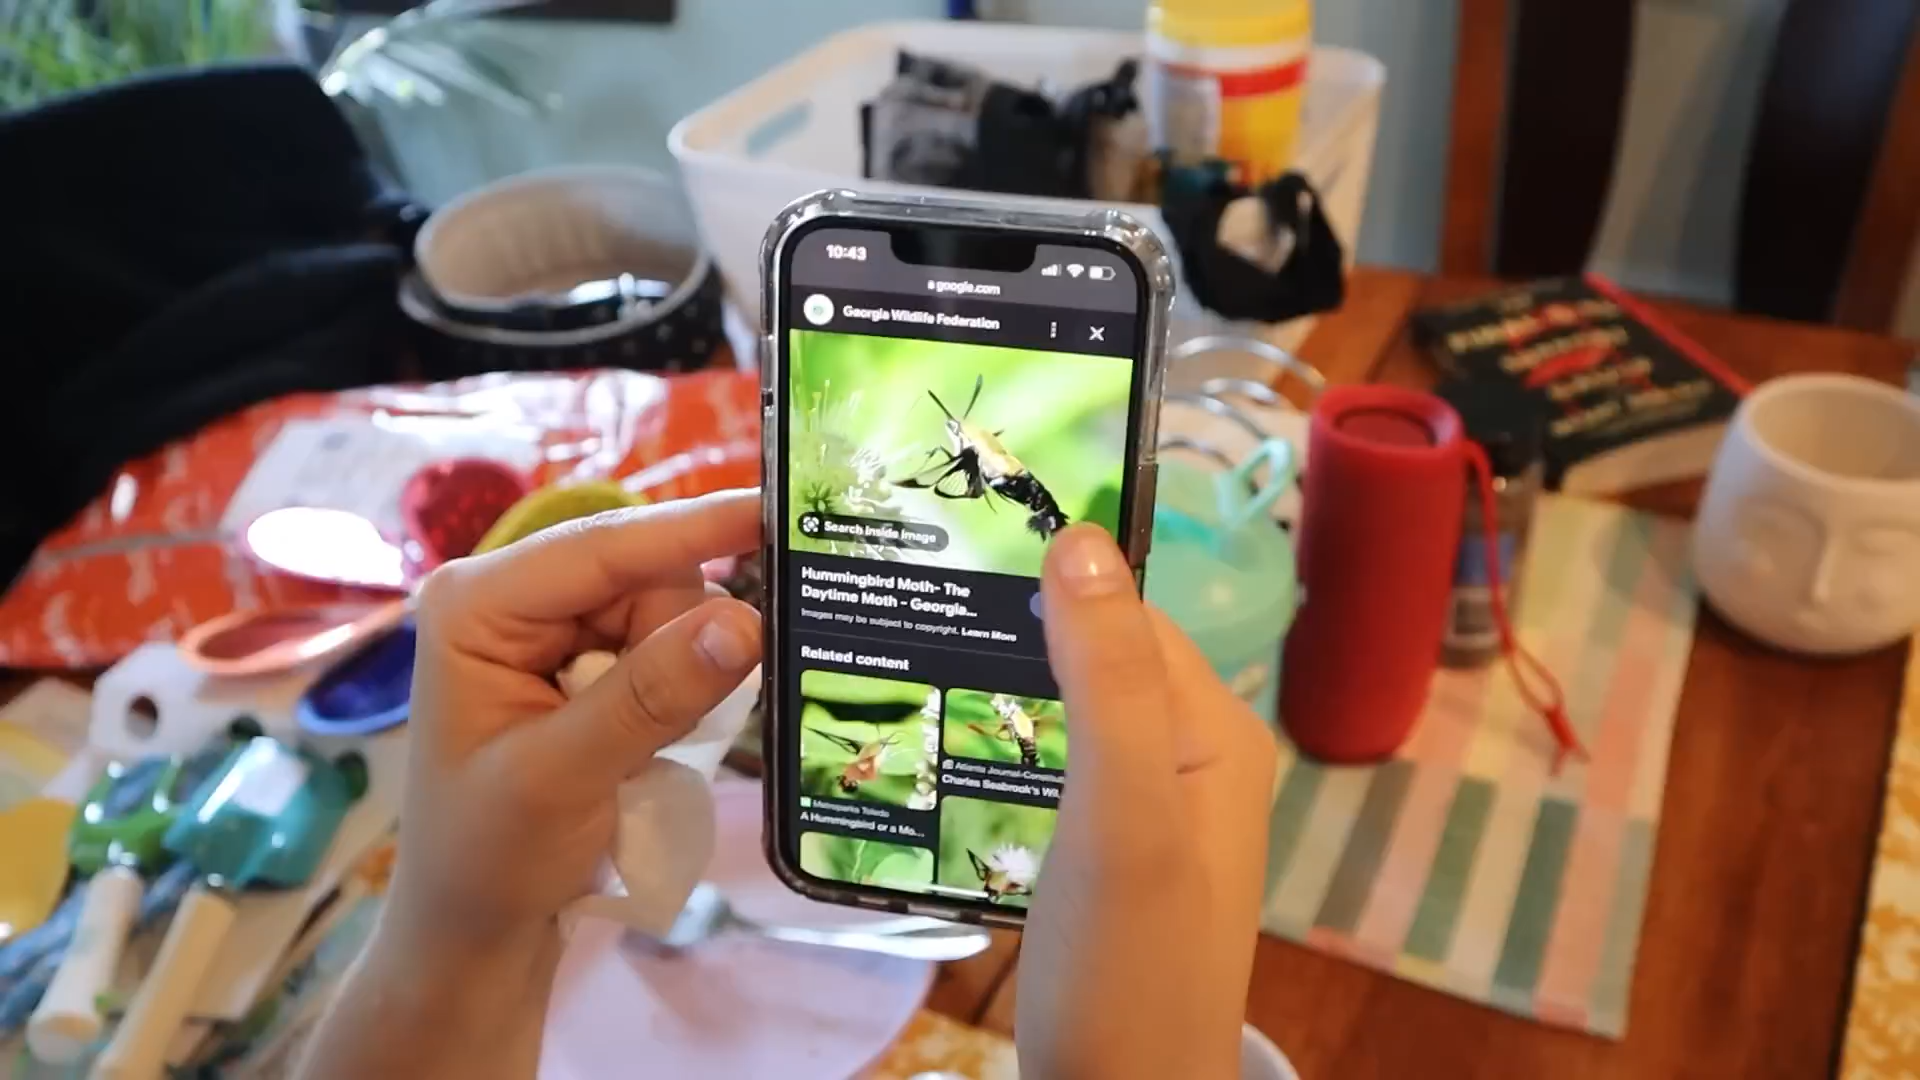 10:43
google.com
Georgia Wildlife Federation
Search inside image
Hummingbird Moth- The
Daytime Moth - Georgia...
Images may be subject to copyright. Learn More
Related content
Metroparks Toledo
A Hummingbird or a Mo...
Atlanta Journal-Constitut
Charles Seabrook's Wil